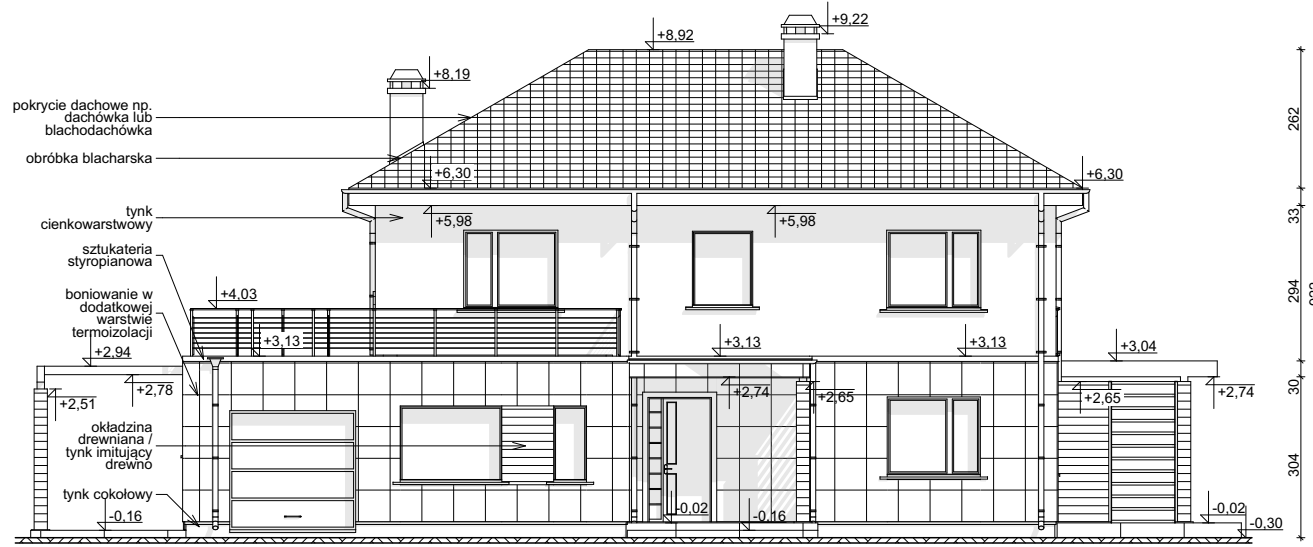 +9,22
+8,92
+8,19
pokrycie dachowe np.
dachówka lub
blachodachówka
262
obróbka blacharska
+6,30
+6,30
tynk
cienkowarstwowy
+5,98
+5,98
33
sztukateria
styropianowa
294
boniowanie w
dodatkowej
warstwie
termoizolacji
+4,03
+3,13
+3,13
+3,13
+2,94
+3,04
+2,78
+2,74
+2,65
+2,65
+2,74
30
+2,51
okładzina
drewniana /
tynk imitujący
drewno
304
tynk cokołowy
-0,16
-0,02
-0,16
-0,02
-0,30